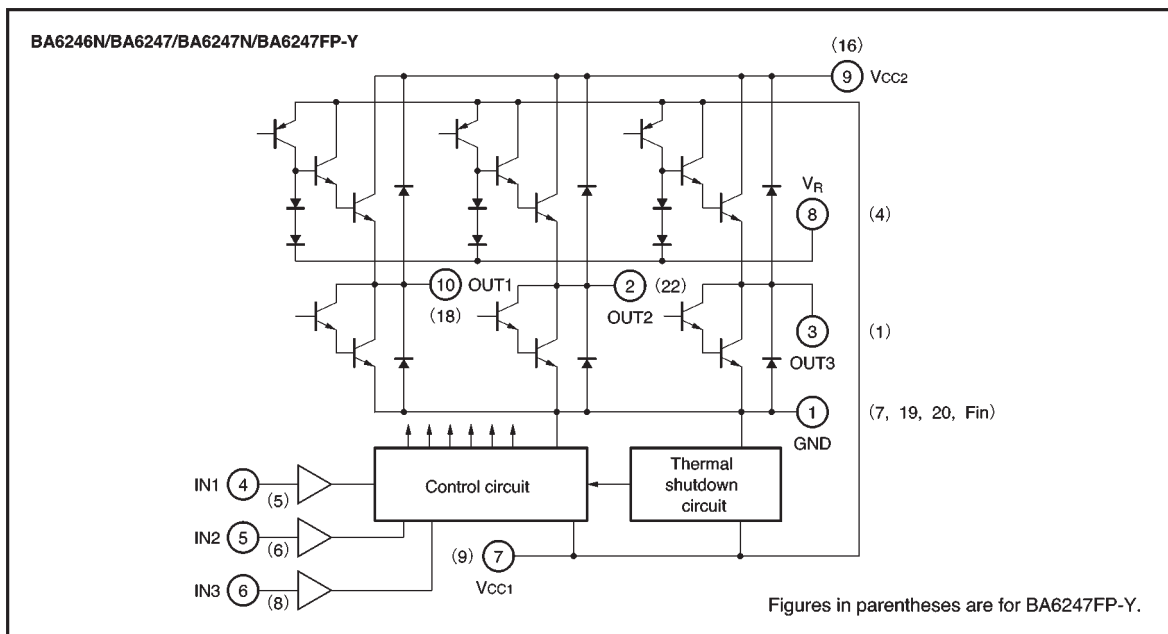 BA6246N/BA6247/BA6247N/BA6247FP-Y
(16)
9 VCC2
VR
8 (4)
10 OUT1
(18)
2 (22)
OUT2
3 (1)
OUT3
1 (7, 19, 20, Fin)
GND
Control circuit
Thermal
shutdown
circuit
IN1 4
(5)
IN2 5
(6)
(9) 7
VCC1
IN3 6
(8)
Figures in parentheses are for BA6247FP-Y.